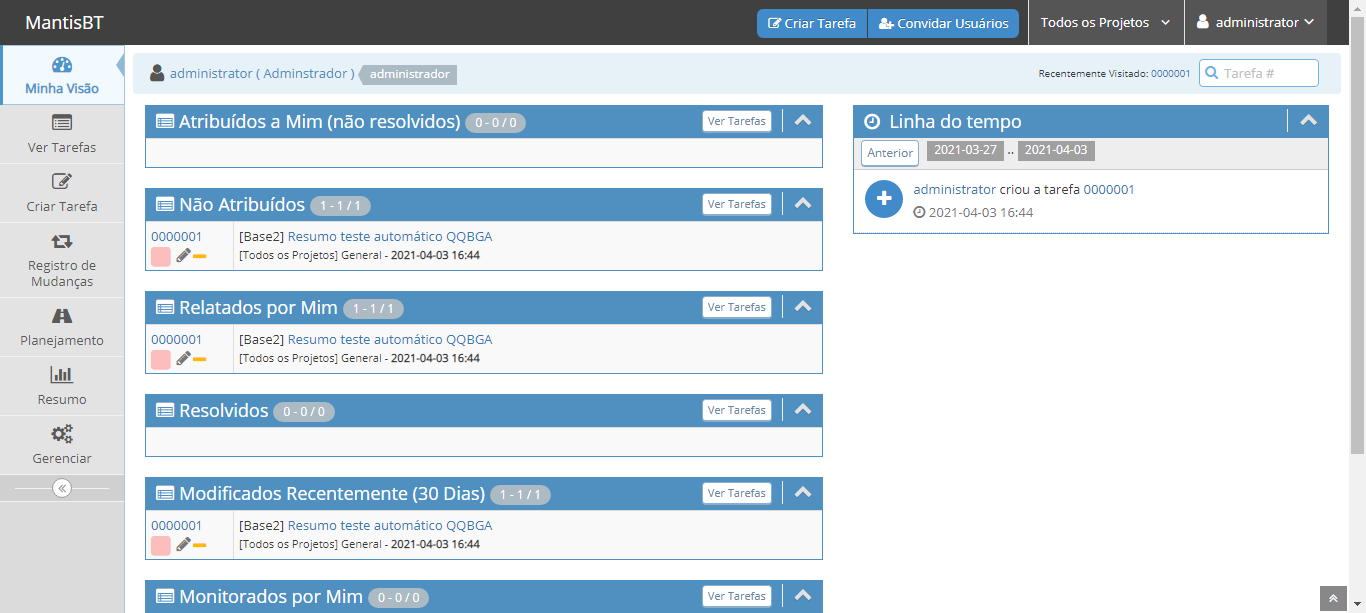 MantisBT
Criar Tarefa
Convidar Usuários
Todos os Projetos
administrator
Minha Visão
Ver Tarefas
Criar Tarefa
Registro de
Mudanças
Planejamento
Resumo
Gerenciar
administrator ( Adminstrador ) administrador
Recentemente Visitado: 0000001
Tarefa #
Atribuídos a Mim (não resolvidos) 0 - 0 / 0 Ver Tarefas
Não Atribuídos 1 - 1 / 1 Ver Tarefas
0000001 [Base2] Resumo teste automático QQBGA
[Todos os Projetos] General - 2021-04-03 16:44
Relatados por Mim 1 - 1 / 1 Ver Tarefas
0000001 [Base2] Resumo teste automático QQBGA
[Todos os Projetos] General - 2021-04-03 16:44
Resolvidos 0 - 0 / 0 Ver Tarefas
Modificados Recentemente (30 Dias) 1 - 1 / 1 Ver Tarefas
0000001 [Base2] Resumo teste automático QQBGA
[Todos os Projetos] General - 2021-04-03 16:44
Monitorados por Mim 0 - 0 / 0 Ver Tarefas
Linha do tempo
Anterior 2021-03-27 .. 2021-04-03
administrator criou a tarefa 0000001
2021-04-03 16:44